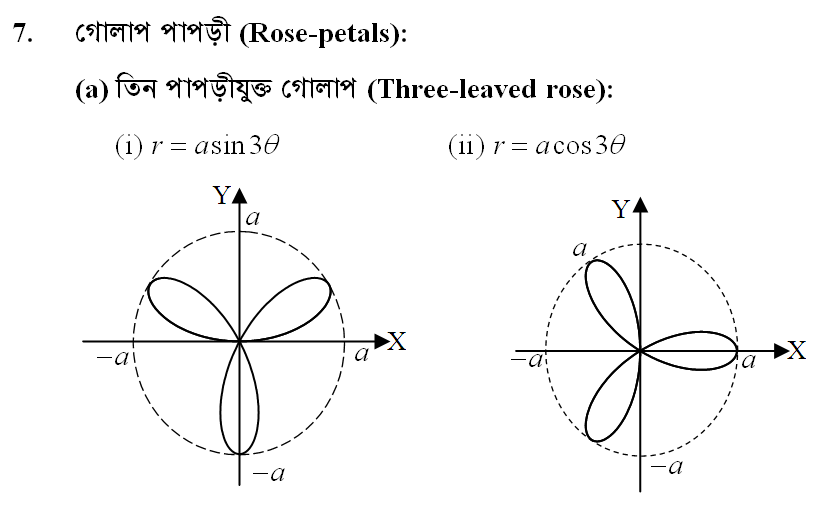 7. গোলাপ পাপড়ী (Rose-petals):
(a) তিন পাপড়ীযুক্ত গোলাপ (Three-leaved rose):
(i) r = a sin 3θ (ii) r = a cos 3θ
Y a
X
−a a
−a
Y
a
X
−a a
−a